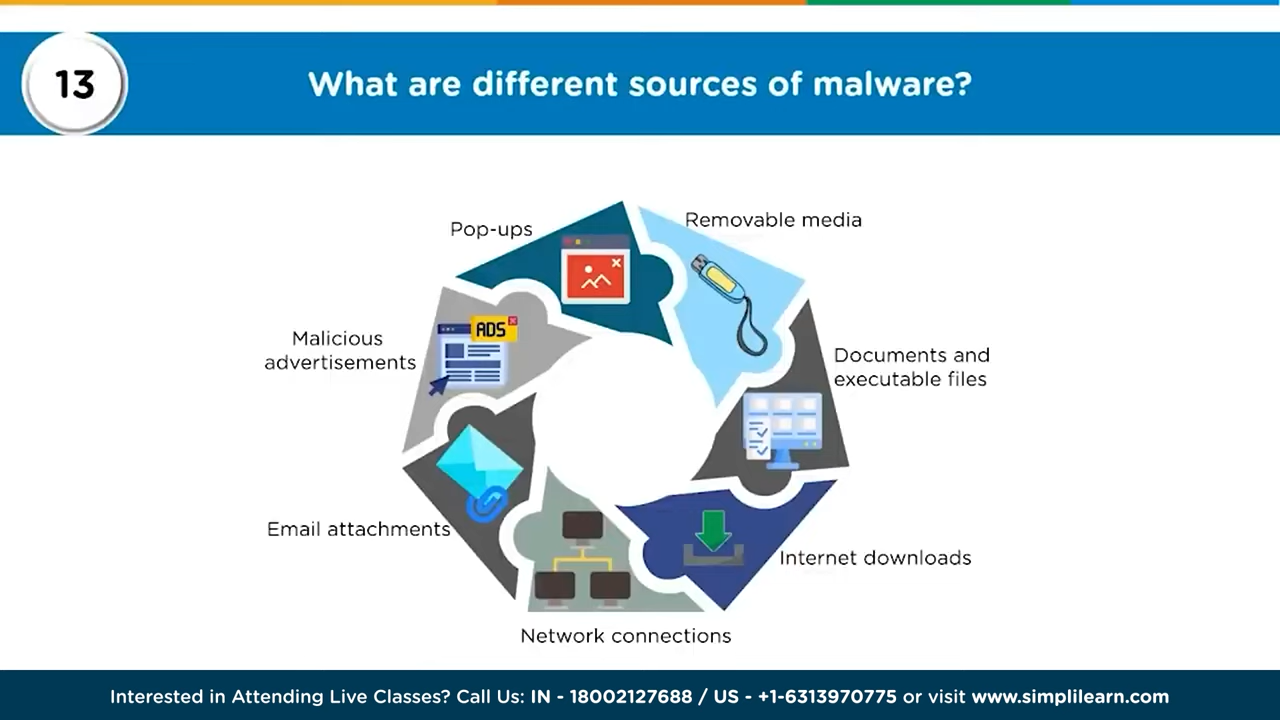 13
What are different sources of malware?
Pop-ups
Removable media
ADS
Malicious
advertisements
Documents and
executable files
Email attachments
Internet downloads
Network connections
Interested in Attending Live Classes? Call Us: IN - 18002127688 / US - +1-6313970775 or visit www.simplilearn.com